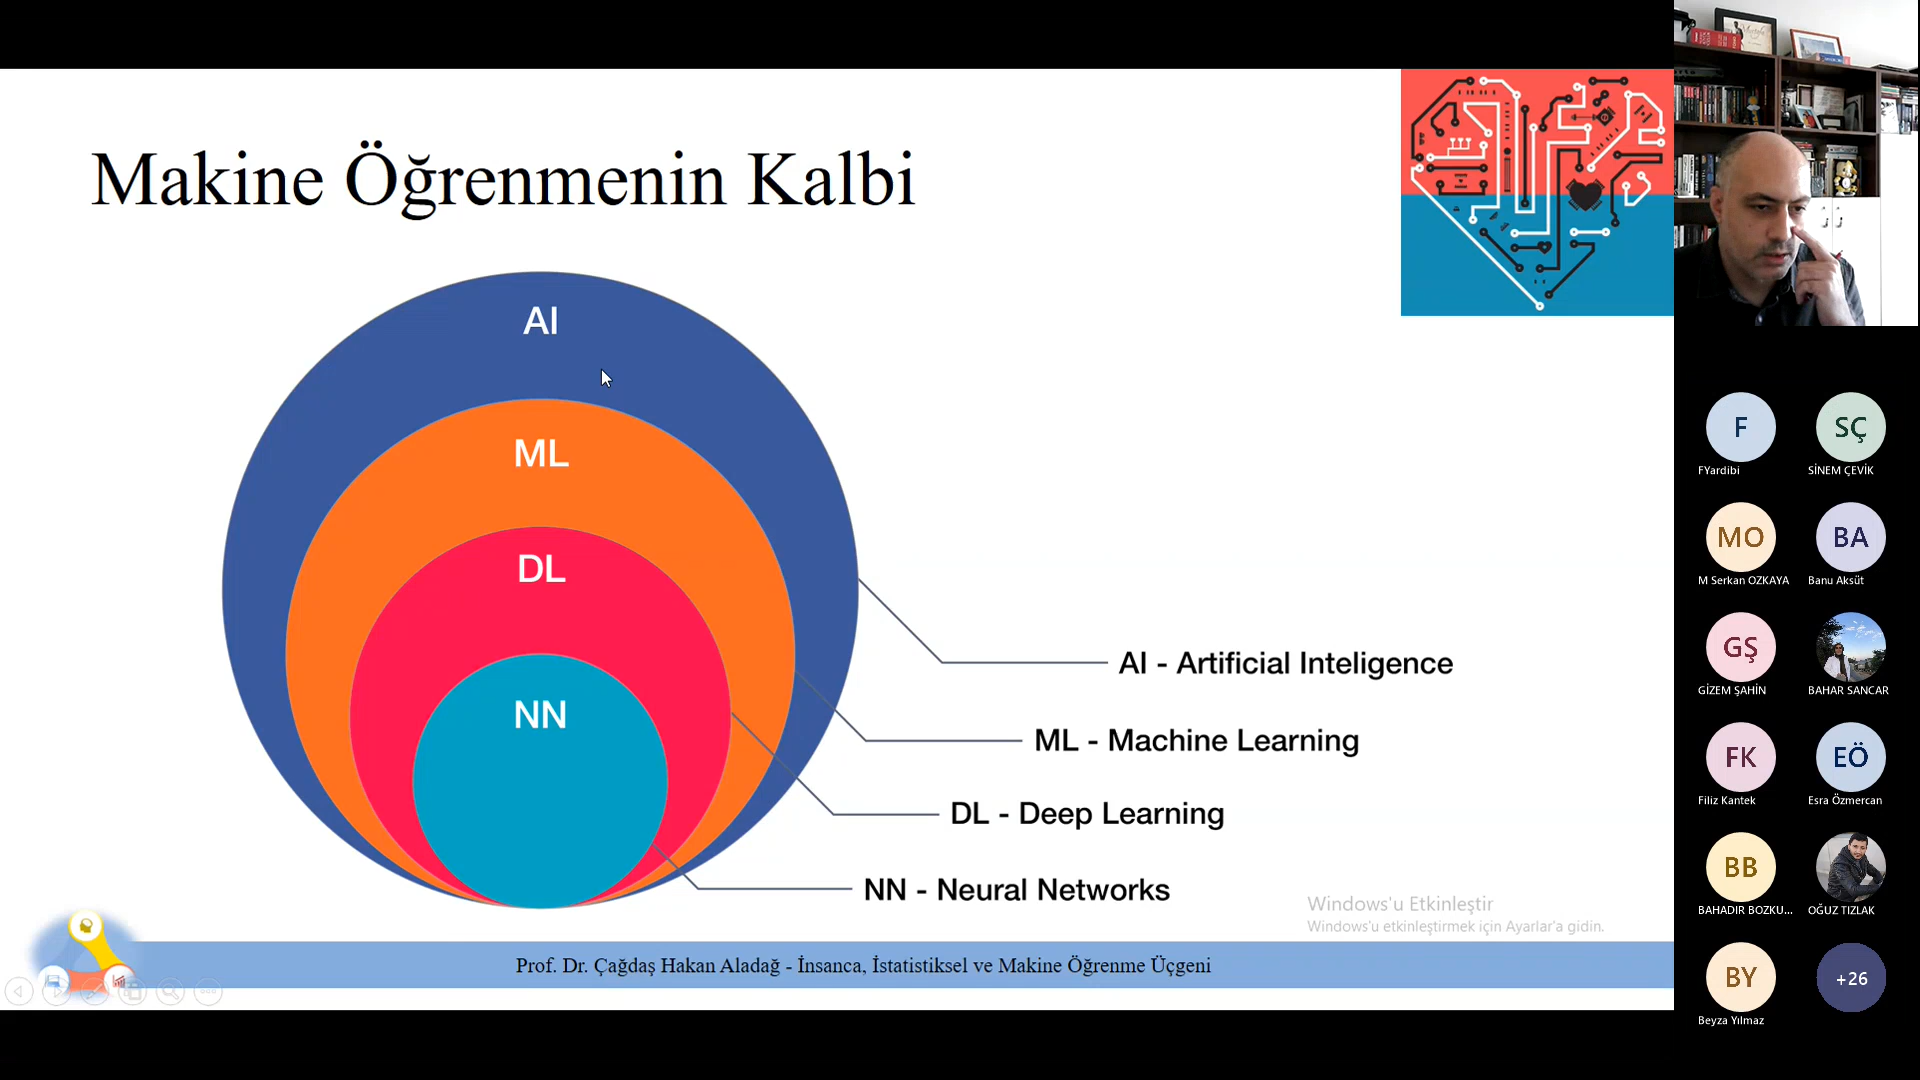 Makine Öğrenmenin Kalbi
AI
ML
DL
NN
AI - Artificial Inteligence
ML - Machine Learning
DL - Deep Learning
NN - Neural Networks
Windows'u Etkinleştir
Windows'u etkinleştirmek için Ayarlar'a gidin.
Prof. Dr. Çağdaş Hakan Aladağ - İnsanca, İstatistiksel ve Makine Öğrenme Üçgeni
F
SÇ
FYardibi
SİNEM ÇEVİK
MO
BA
M Serkan OZKAYA
Banu Aksüt
GŞ
GİZEM ŞAHİN
BAHAR SANCAR
FK
EÖ
Filiz Kantek
Esra Özmercan
BB
BAHADIR BOZKU...
OĞUZ TIZLAK
BY
+26
Beyza Yılmaz